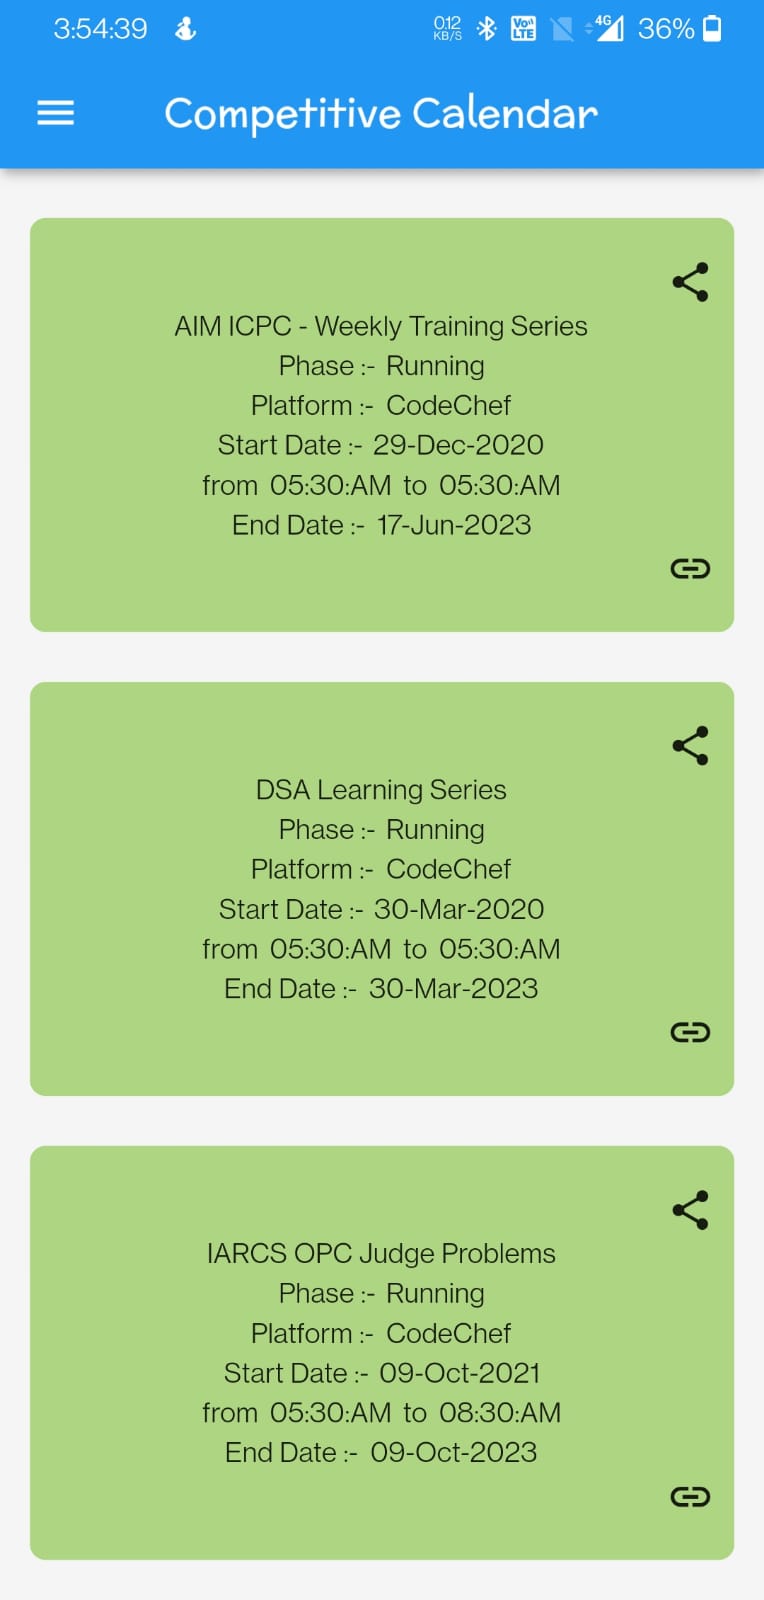 3:54:39 0.12 KB/S Vo)) LTE 4G 36%
Competitive Calendar
AIM ICPC - Weekly Training Series
Phase :- Running
Platform :- CodeChef
Start Date :- 29-Dec-2020
from 05:30:AM to 05:30:AM
End Date :- 17-Jun-2023
DSA Learning Series
Phase :- Running
Platform :- CodeChef
Start Date :- 30-Mar-2020
from 05:30:AM to 05:30:AM
End Date :- 30-Mar-2023
IARCS OPC Judge Problems
Phase :- Running
Platform :- CodeChef
Start Date :- 09-Oct-2021
from 05:30:AM to 08:30:AM
End Date :- 09-Oct-2023